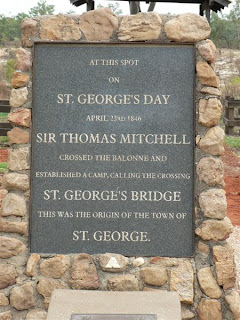 AT THIS SPOT
ON
ST. GEORGE'S DAY
APRIL 23RD 1846
SIR THOMAS MITCHELL
CROSSED THE BALONNE AND
ESTABLISHED A CAMP, CALLING THE CROSSING
ST. GEORGE'S BRIDGE
THIS WAS THE ORIGIN OF THE TOWN OF
ST. GEORGE.